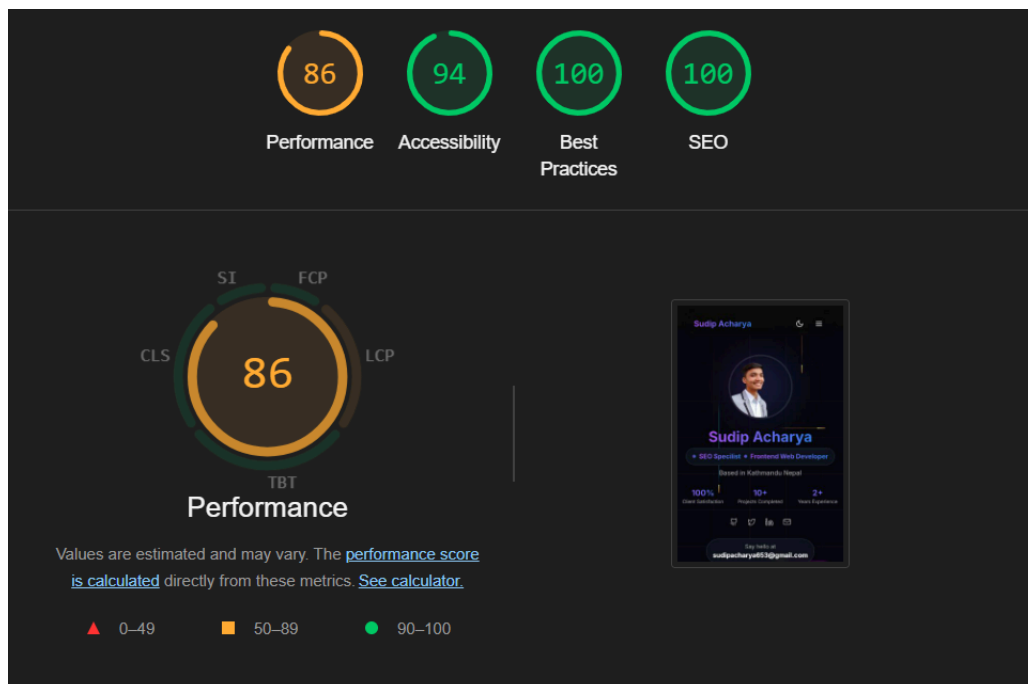 86
94
100
100
Performance
Accessibility
Best
Practices
SEO
SI
FCP
CLS
86
LCP
TBT
Performance
Values are estimated and may vary. The performance score
is calculated directly from these metrics. See calculator.
0–49
50–89
90–100
Sudip Acharya
Sudip Acharya
SEO Specilist Frontend Web Developer
Based in Kathmandu Nepal
100%
10+
2+
Client Satisfaction
Projects Completed
Years Experience
in
Say hello at
sudipacharya853@gmail.com